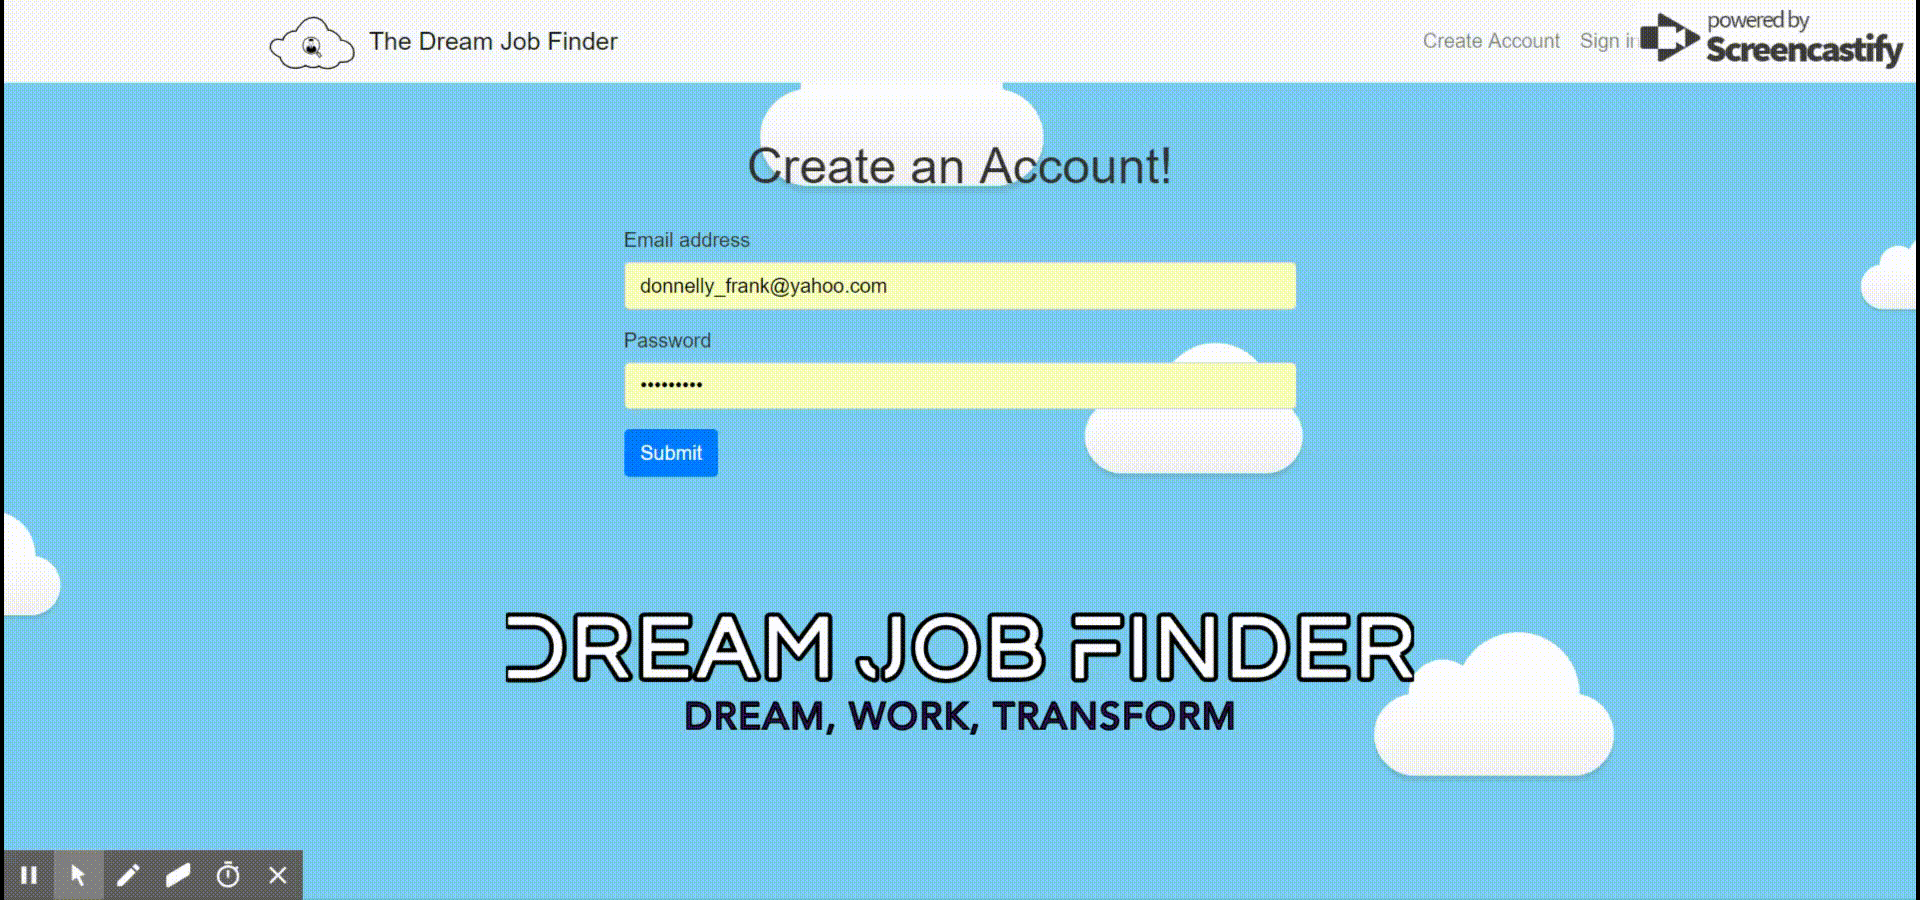 The Dream Job Finder
Create Account Sign in
powered by
Screencastify
Create an Account!
Email address
donnelly_frank@yahoo.com
Password
•••••••••
Submit
DREAM JOB FINDER
DREAM, WORK, TRANSFORM